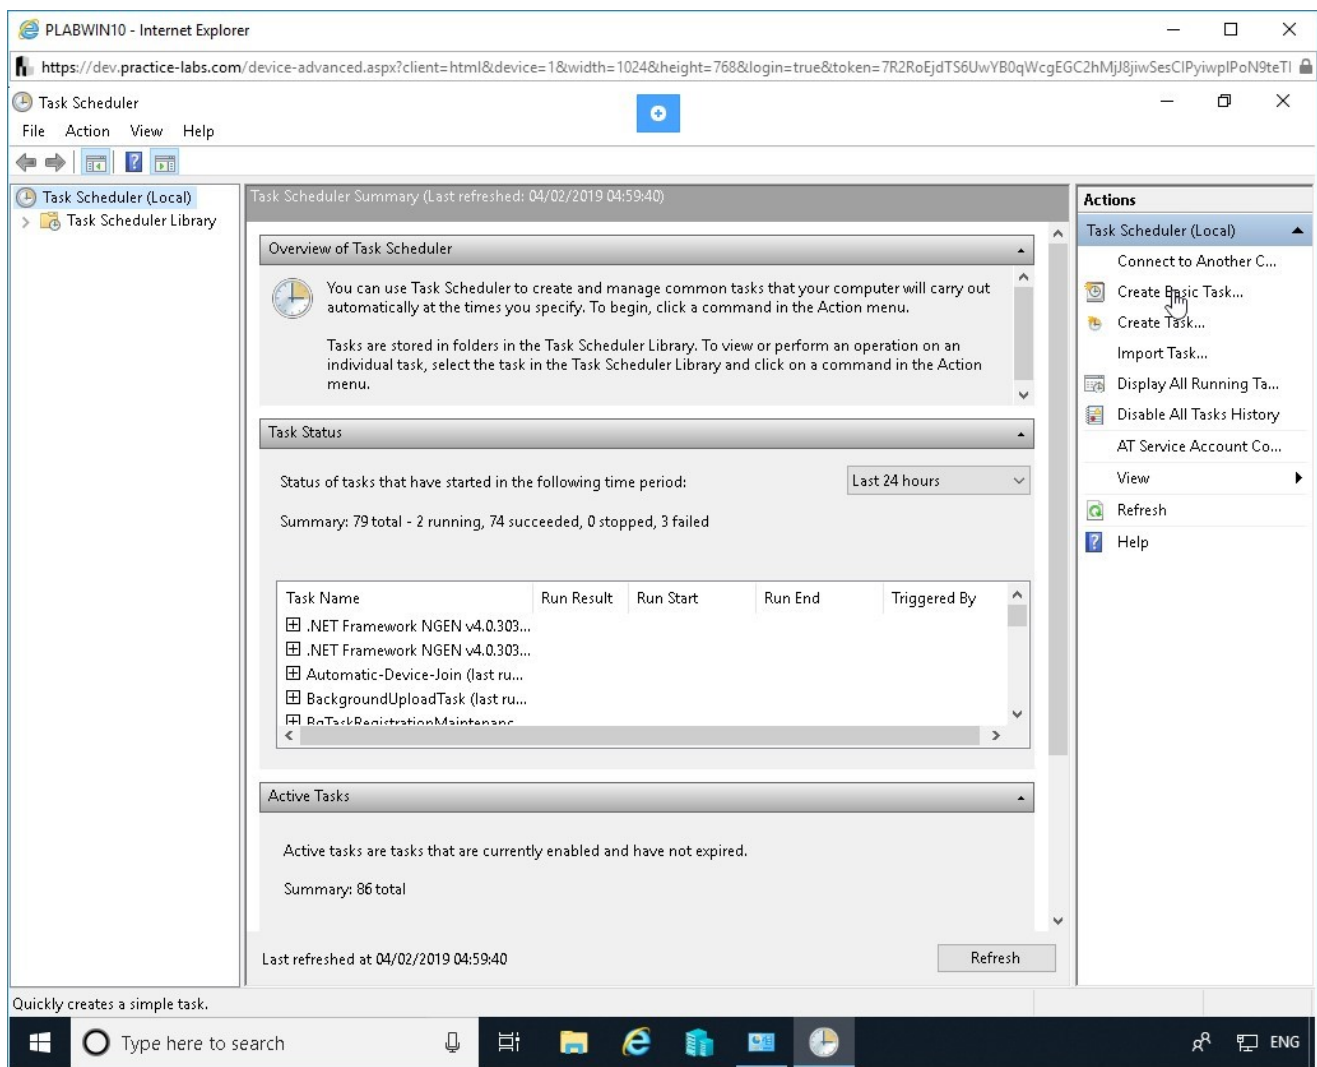 PLABWIN10 - Internet Explorer
https://dev.practice-labs.com/device-advanced.aspx?client=html&device=1&width=1024&height=768&login=true&token=7R2RoEjdTS6UwYB0qWcgEGC2hMjJ8jiwSesCIPyiwpIPoN9teTl
Task Scheduler
File Action View Help
Task Scheduler (Local)
Task Scheduler Library
Task Scheduler Summary (Last refreshed: 04/02/2019 04:59:40)
Overview of Task Scheduler
You can use Task Scheduler to create and manage common tasks that your computer will carry out
automatically at the times you specify. To begin, click a command in the Action menu.
Tasks are stored in folders in the Task Scheduler Library. To view or perform an operation on an
individual task, select the task in the Task Scheduler Library and click on a command in the Action
menu.
Task Status
Status of tasks that have started in the following time period: Last 24 hours
Summary: 79 total - 2 running, 74 succeeded, 0 stopped, 3 failed
Task Name Run Result Run Start Run End Triggered By
.NET Framework NGEN v4.0.303...
.NET Framework NGEN v4.0.303...
Automatic-Device-Join (last ru...
BackgroundUploadTask (last ru...
BgTaskRegistrationMaintenanc...
Active Tasks
Active tasks are tasks that are currently enabled and have not expired.
Summary: 86 total
Last refreshed at 04/02/2019 04:59:40
Refresh
Actions
Task Scheduler (Local)
Connect to Another C...
Create Basic Task...
Create Task...
Import Task...
Display All Running Ta...
Disable All Tasks History
AT Service Account Co...
View
Refresh
Help
Quickly creates a simple task.
Type here to search
ENG